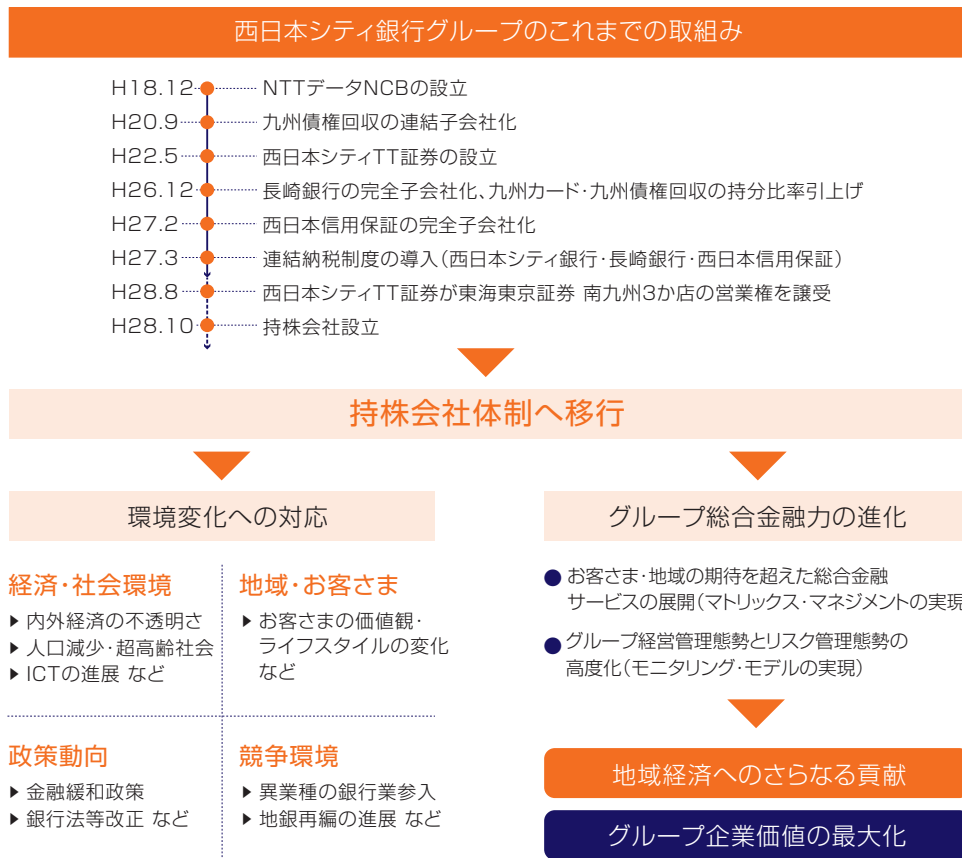 西日本シティ銀行グループのこれまでの取組み
H18.12 NTTデータNCBの設立
H20.9 九州債権回収の連結子会社化
H22.5 西日本シティTT証券の設立
H26.12 長崎銀行の完全子会社化、九州カード・九州債権回収の持分比率引上げ
H27.2 西日本信用保証の完全子会社化
H27.3 連結納税制度の導入(西日本シティ銀行・長崎銀行・西日本信用保証)
H28.8 西日本シティTT証券が東海東京証券 南九州3か店の営業権を譲受
H28.10 持株会社設立
持株会社体制へ移行
環境変化への対応
経済・社会環境
▶ 内外経済の不透明さ
▶ 人口減少・超高齢社会
▶ ICTの進展 など
地域・お客さま
▶ お客さまの価値観・
ライフスタイルの変化
など
政策動向
▶ 金融緩和政策
▶ 銀行法等改正 など
競争環境
▶ 異業種の銀行業参入
▶ 地銀再編の進展 など
グループ総合金融力の進化
● お客さま・地域の期待を超えた総合金融
サービスの展開(マトリックス・マネジメントの実現
● グループ経営管理態勢とリスク管理態勢の
高度化(モニタリング・モデルの実現)
地域経済へのさらなる貢献
グループ企業価値の最大化